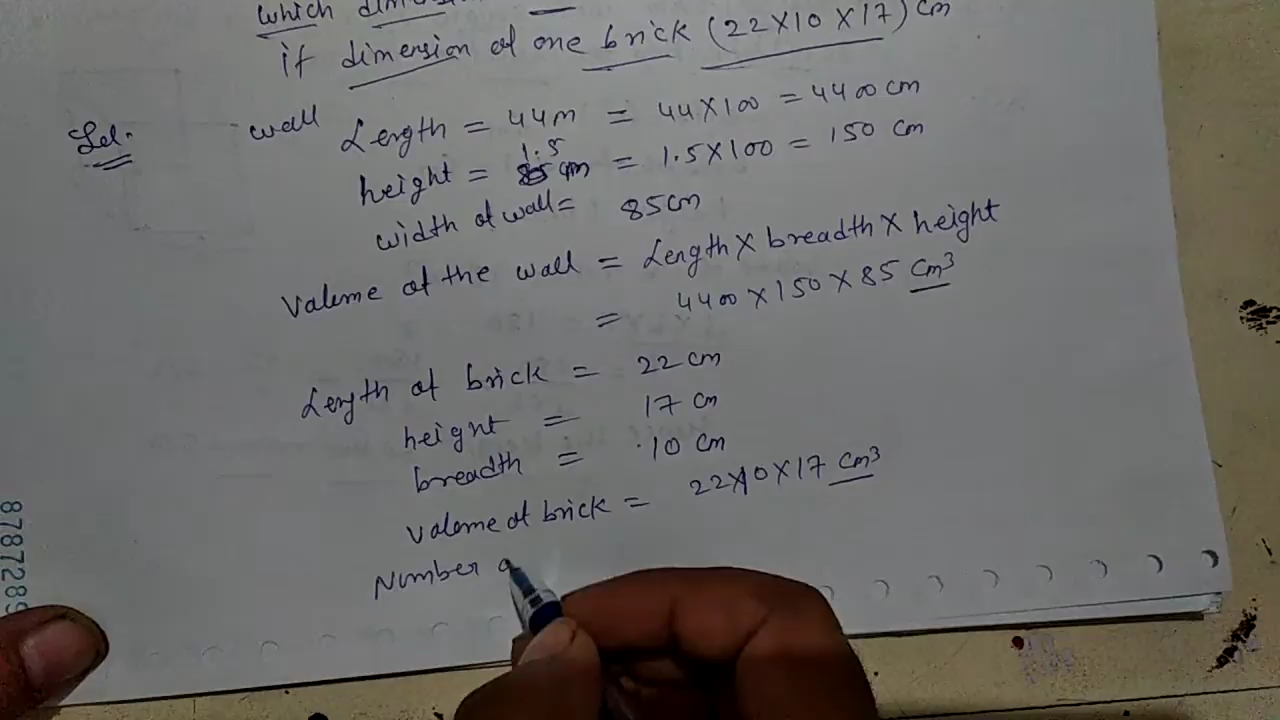 which
if dimension of one brick (22×10×17) cm
Sol.
wall Length = 44m = 44×100 = 4400 cm
height = 1.5 m = 1.5×100 = 150 cm
width of wall = 85cm
Valume of the wall = Length × breadth × height
= 4400 × 150 × 85 cm³
Length of brick = 22 cm
height = 17 cm
breadth = 10 cm
Valome of brick = 22×10×17 cm³
Number